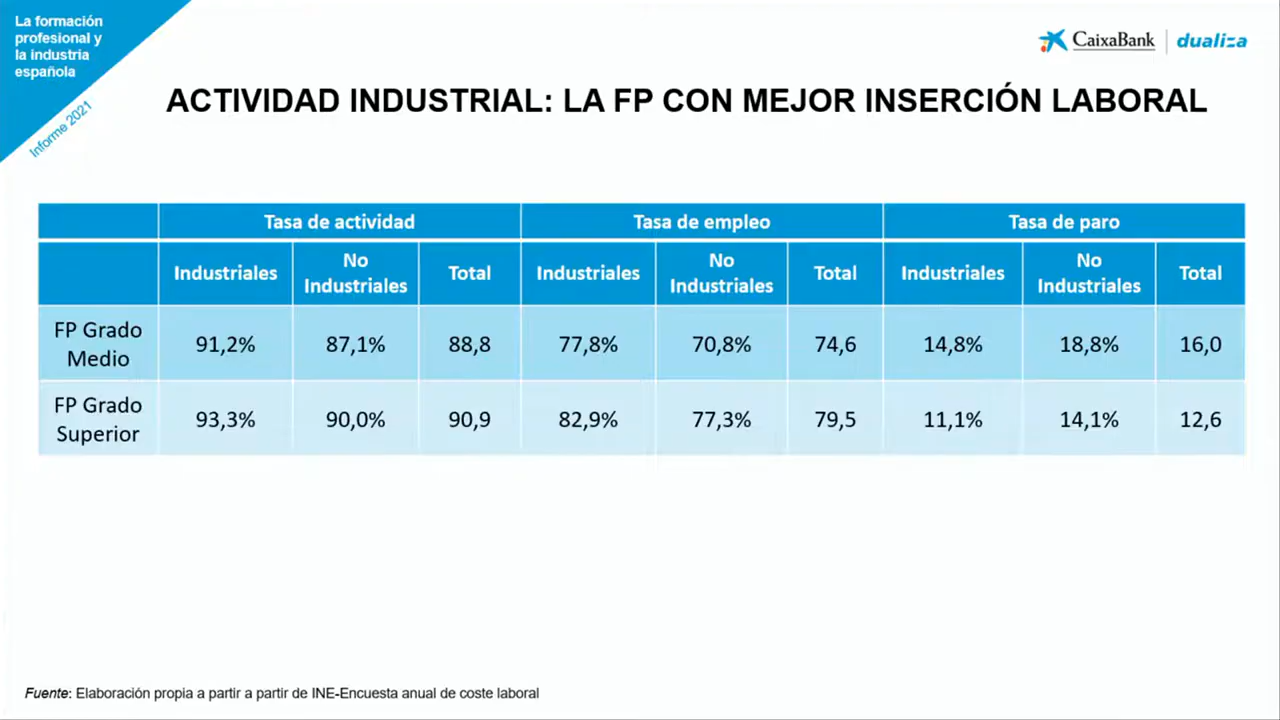 La formación
profesional y
la industria
española
Informe 2021
CaixaBank | dualiza
ACTIVIDAD INDUSTRIAL: LA FP CON MEJOR INSERCIÓN LABORAL
Tasa de actividad Tasa de empleo Tasa de paro
Industriales No Industriales Total Industriales No Industriales Total Industriales No Industriales Total
FP Grado Medio 91,2% 87,1% 88,8 77,8% 70,8% 74,6 14,8% 18,8% 16,0
FP Grado Superior 93,3% 90,0% 90,9 82,9% 77,3% 79,5 11,1% 14,1% 12,6
Fuente: Elaboración propia a partir a partir de INE-Encuesta anual de coste laboral